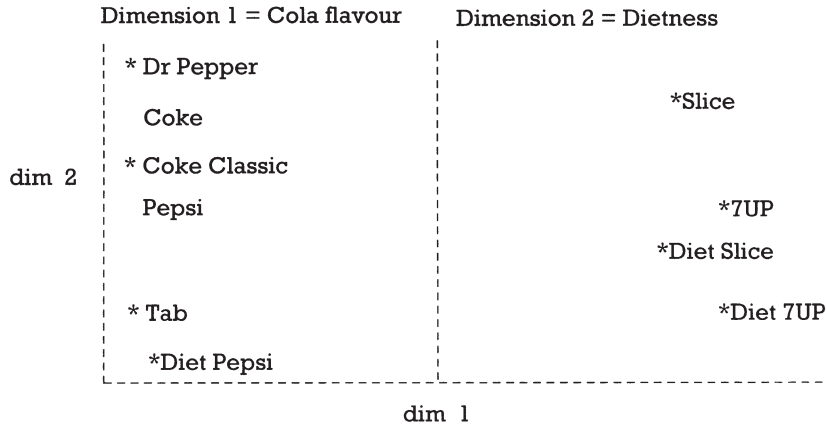 Dimension 1 = Cola flavour
Dimension 2 = Dietness
* Dr Pepper
*Slice
Coke
* Coke Classic
dim 2
Pepsi
*7UP
*Diet Slice
* Tab
*Diet 7UP
*Diet Pepsi
dim 1